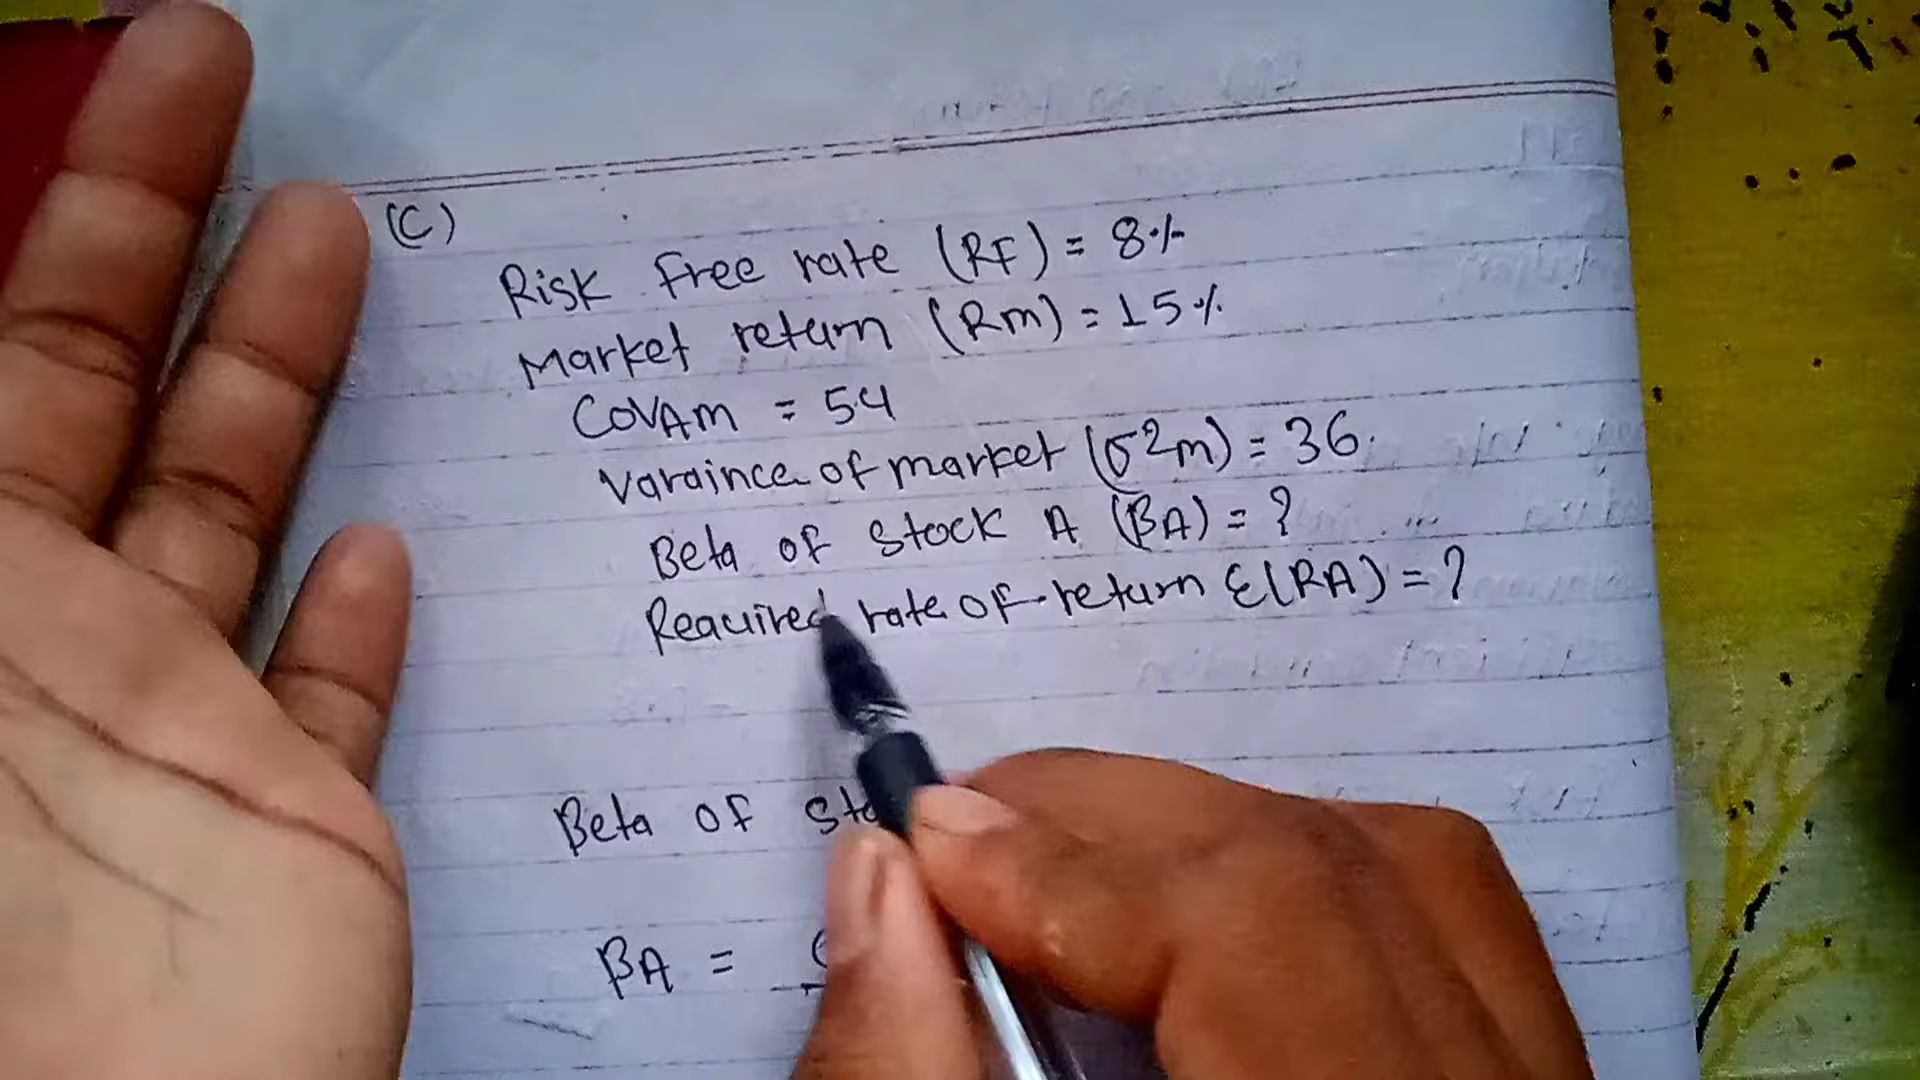 (C)
Risk free rate (RF) = 8%
Market return (Rm) = 15%
COVAm = 54
Varaince of market (σ2m) = 36
Beta of Stock A (βA) = ?
Reauired rate of return E(RA) = ?
Beta of
βA =